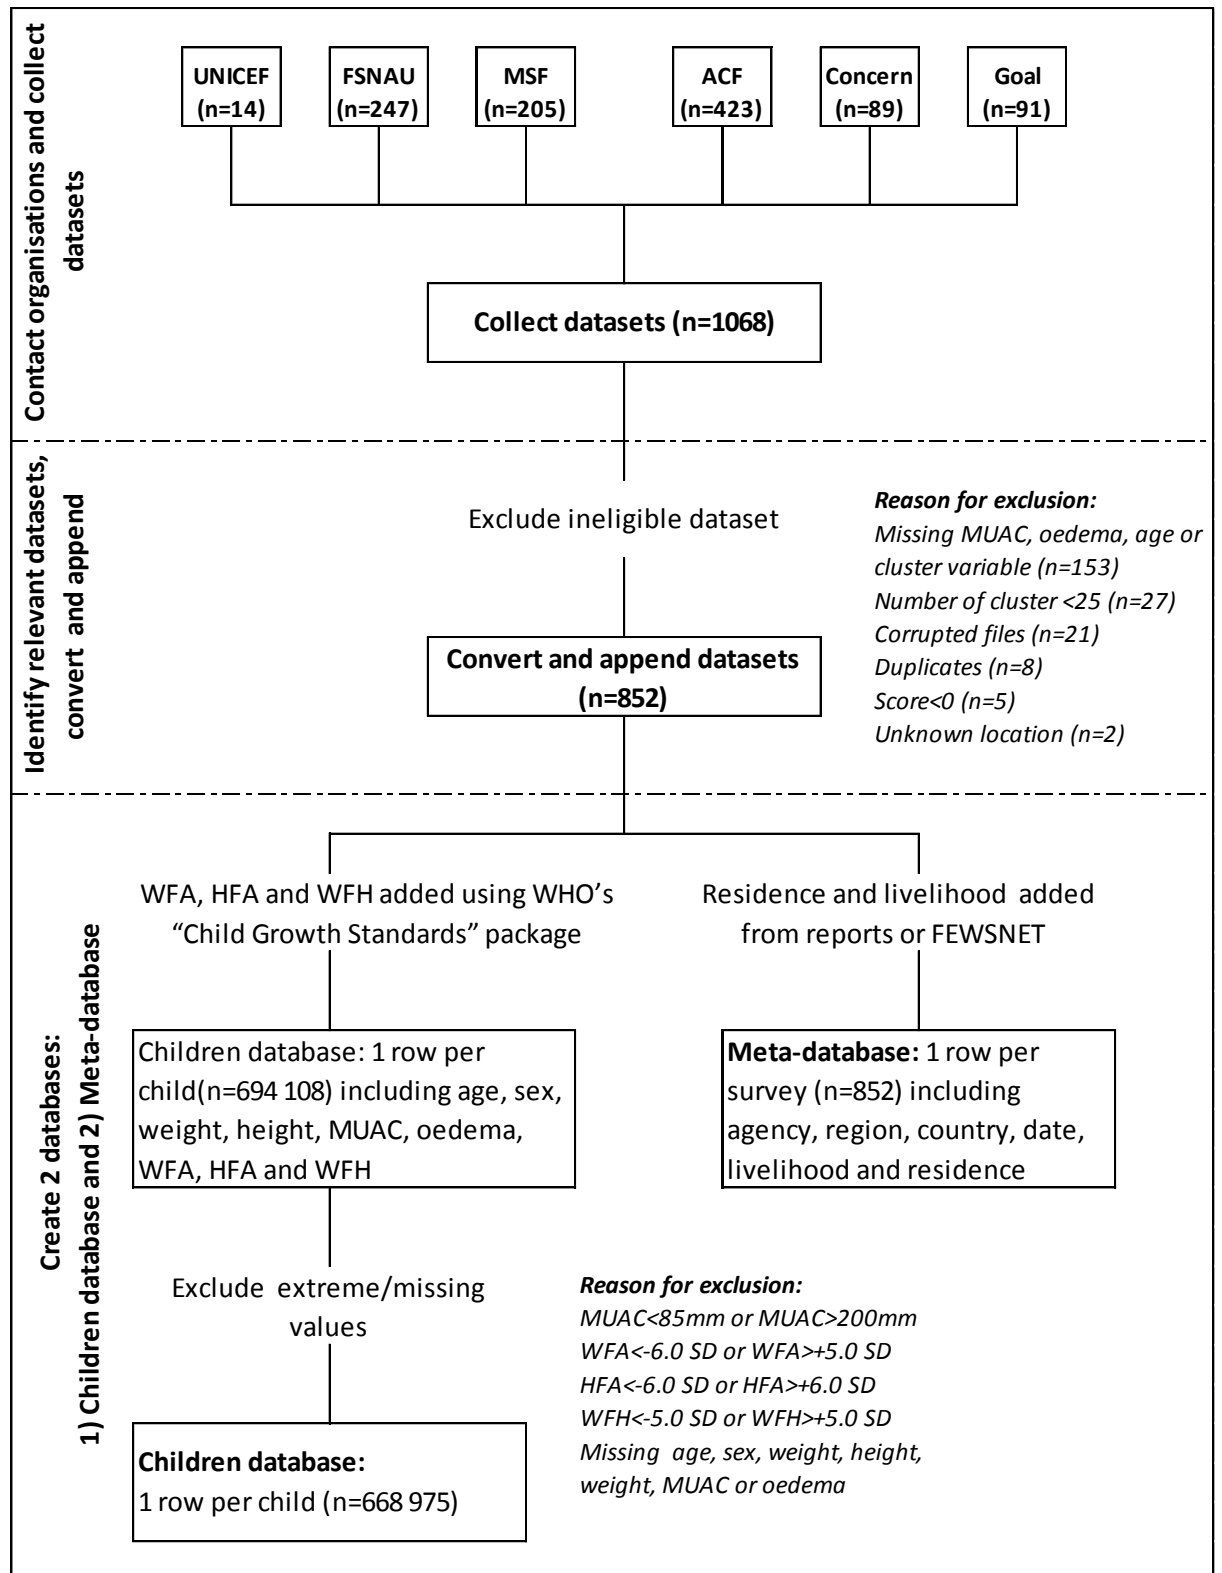 Contact organisations and collect
datasets
UNICEF
(n=14)
FSNAU
(n=247)
MSF
(n=205)
ACF
(n=423)
Concern
(n=89)
Goal
(n=91)
Collect datasets (n=1068)
Identify relevant datasets,
convert and append
Exclude ineligible dataset
Reason for exclusion:
Missing MUAC, oedema, age or
cluster variable (n=153)
Number of cluster <25 (n=27)
Corrupted files (n=21)
Duplicates (n=8)
Score<0 (n=5)
Unknown location (n=2)
Convert and append datasets
(n=852)
Create 2 databases:
1) Children database and 2) Meta-database
WFA, HFA and WFH added using WHO's
“Child Growth Standards” package
Residence and livelihood added
from reports or FEWSNET
Children database: 1 row per
child(n=694 108) including age, sex,
weight, height, MUAC, oedema,
WFA, HFA and WFH
Meta-database: 1 row per
survey (n=852) including
agency, region, country, date,
livelihood and residence
Exclude extreme/missing
values
Reason for exclusion:
MUAC<85mm or MUAC>200mm
WFA<-6.0 SD or WFA>+5.0 SD
HFA<-6.0 SD or HFA>+6.0 SD
WFH<-5.0 SD or WFH>+5.0 SD
Missing age, sex, weight, height,
weight, MUAC or oedema
Children database:
1 row per child (n=668 975)